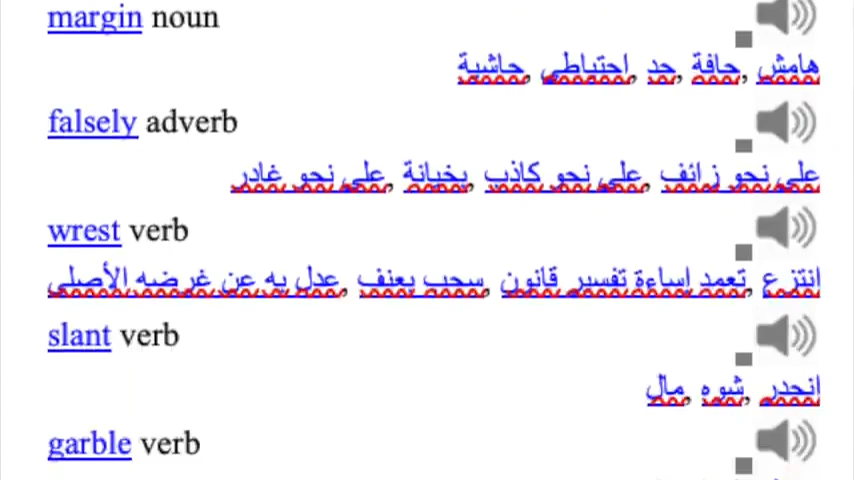 margin noun
هامش, حافة, حد, احتياطي, حاشية
falsely adverb
على نحو زائف, على نحو كاذب, بخيانة, على نحو غادر
wrest verb
انتزع, تعمد إساءة تفسير قانون, سحب بعنف, عدل به عن غرضه الأصلي
slant verb
انحدر, شوه, مال
garble verb